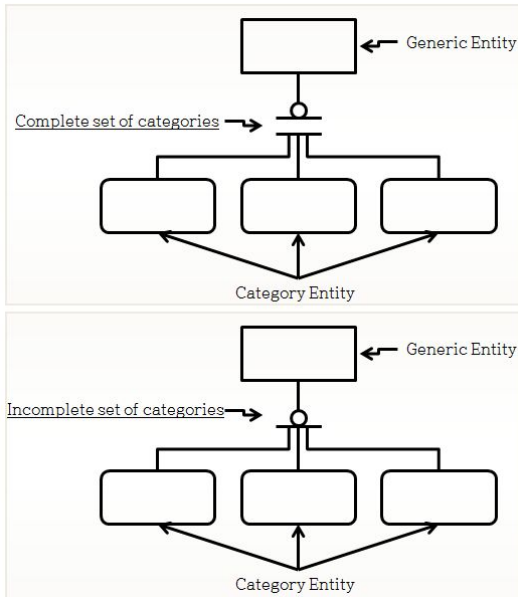 Generic Entity
Complete set of categories
Category Entity
Generic Entity
Incomplete set of categories
Category Entity